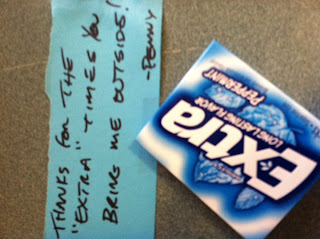 THANKS FOR THE
"EXTRA" TIMES YOU
BRING ME OUTSIDE!
-PENNY
Extra
LONG LASTING FLAVOR
PEPPERMINT